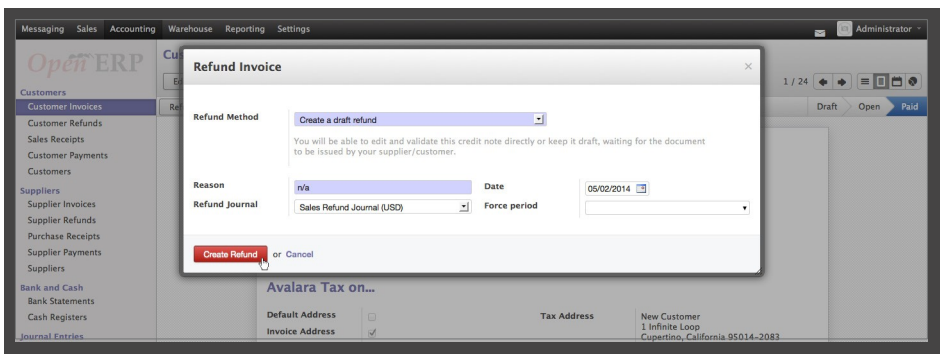 Messaging Sales Accounting Warehouse Reporting Settings Administrator
Open ERP
Refund Invoice ×
1 / 24
Customers
Customer Invoices
Draft Open Paid
Refund Method Create a draft refund
Customer Refunds
Sales Receipts
You will be able to edit and validate this credit note directly or keep it draft, waiting for the document
to be issued by your supplier/customer.
Customer Payments
Customers
Suppliers
Reason n/a Date 05/02/2014
Supplier Invoices
Refund Journal Sales Refund Journal (USD) Force period
Supplier Refunds
Purchase Receipts
Supplier Payments
Create Refund or Cancel
Suppliers
Bank and Cash
Avalara Tax on...
Bank Statements
Cash Registers
Default Address Tax Address New Customer
1 Infinite Loop
Invoice Address
Cupertino, California 95014-2083
Journal Entries